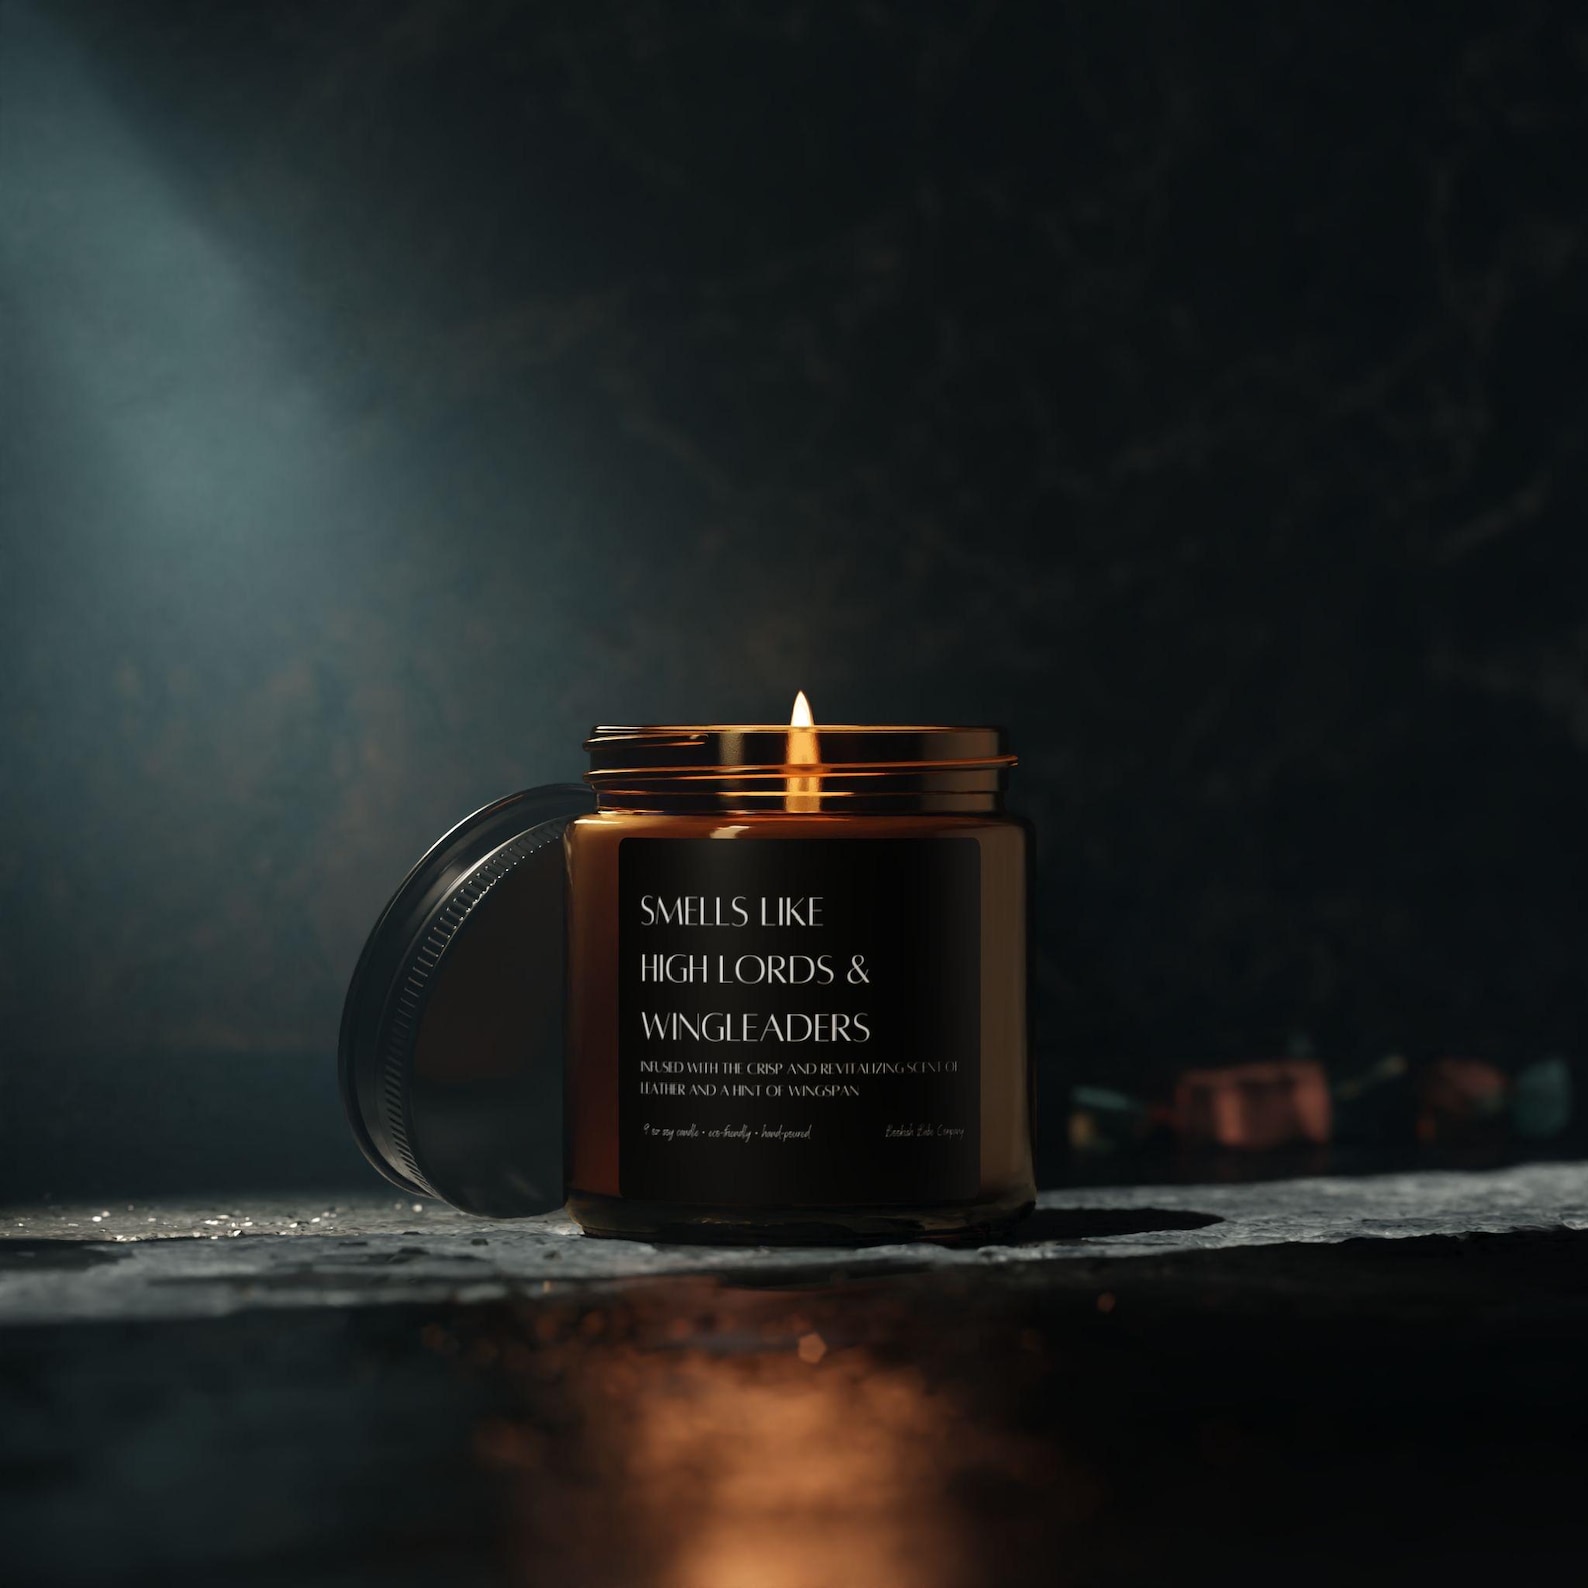 SMELLS LIKE
HIGH LORDS &
WINGLEADERS
INFUSED WITH THE CRISP AND REVITALIZING SCENT OF
LEATHER AND A HINT OF WINGSPAN
9 oz soy candle • eco-friendly • hand-poured
Bookish Babe Company